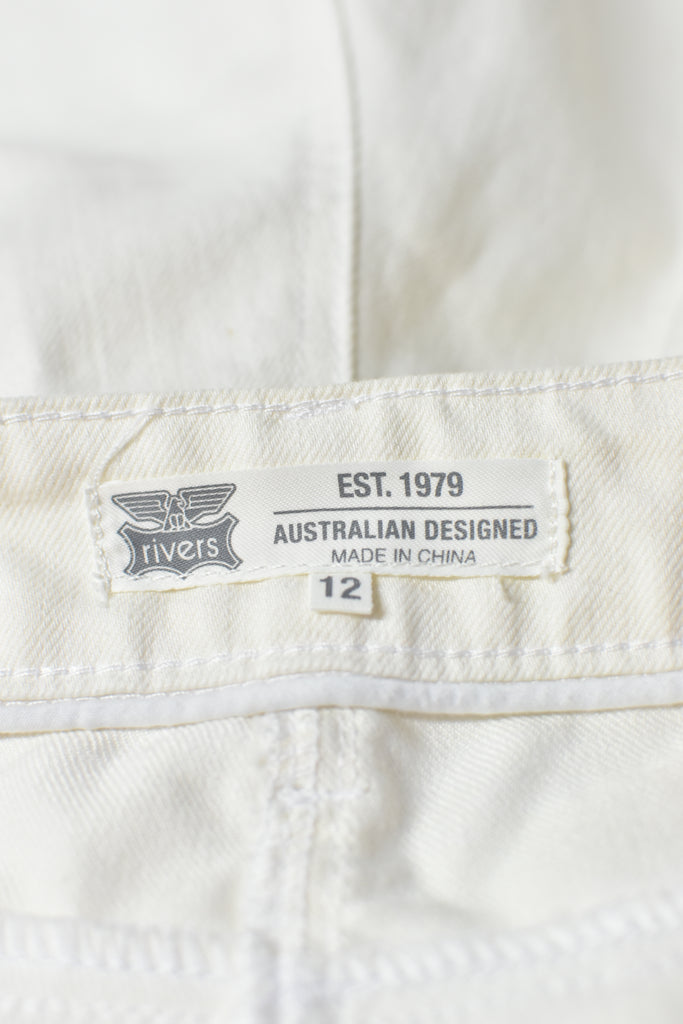 rivers
EST. 1979
AUSTRALIAN DESIGNED
MADE IN CHINA
12